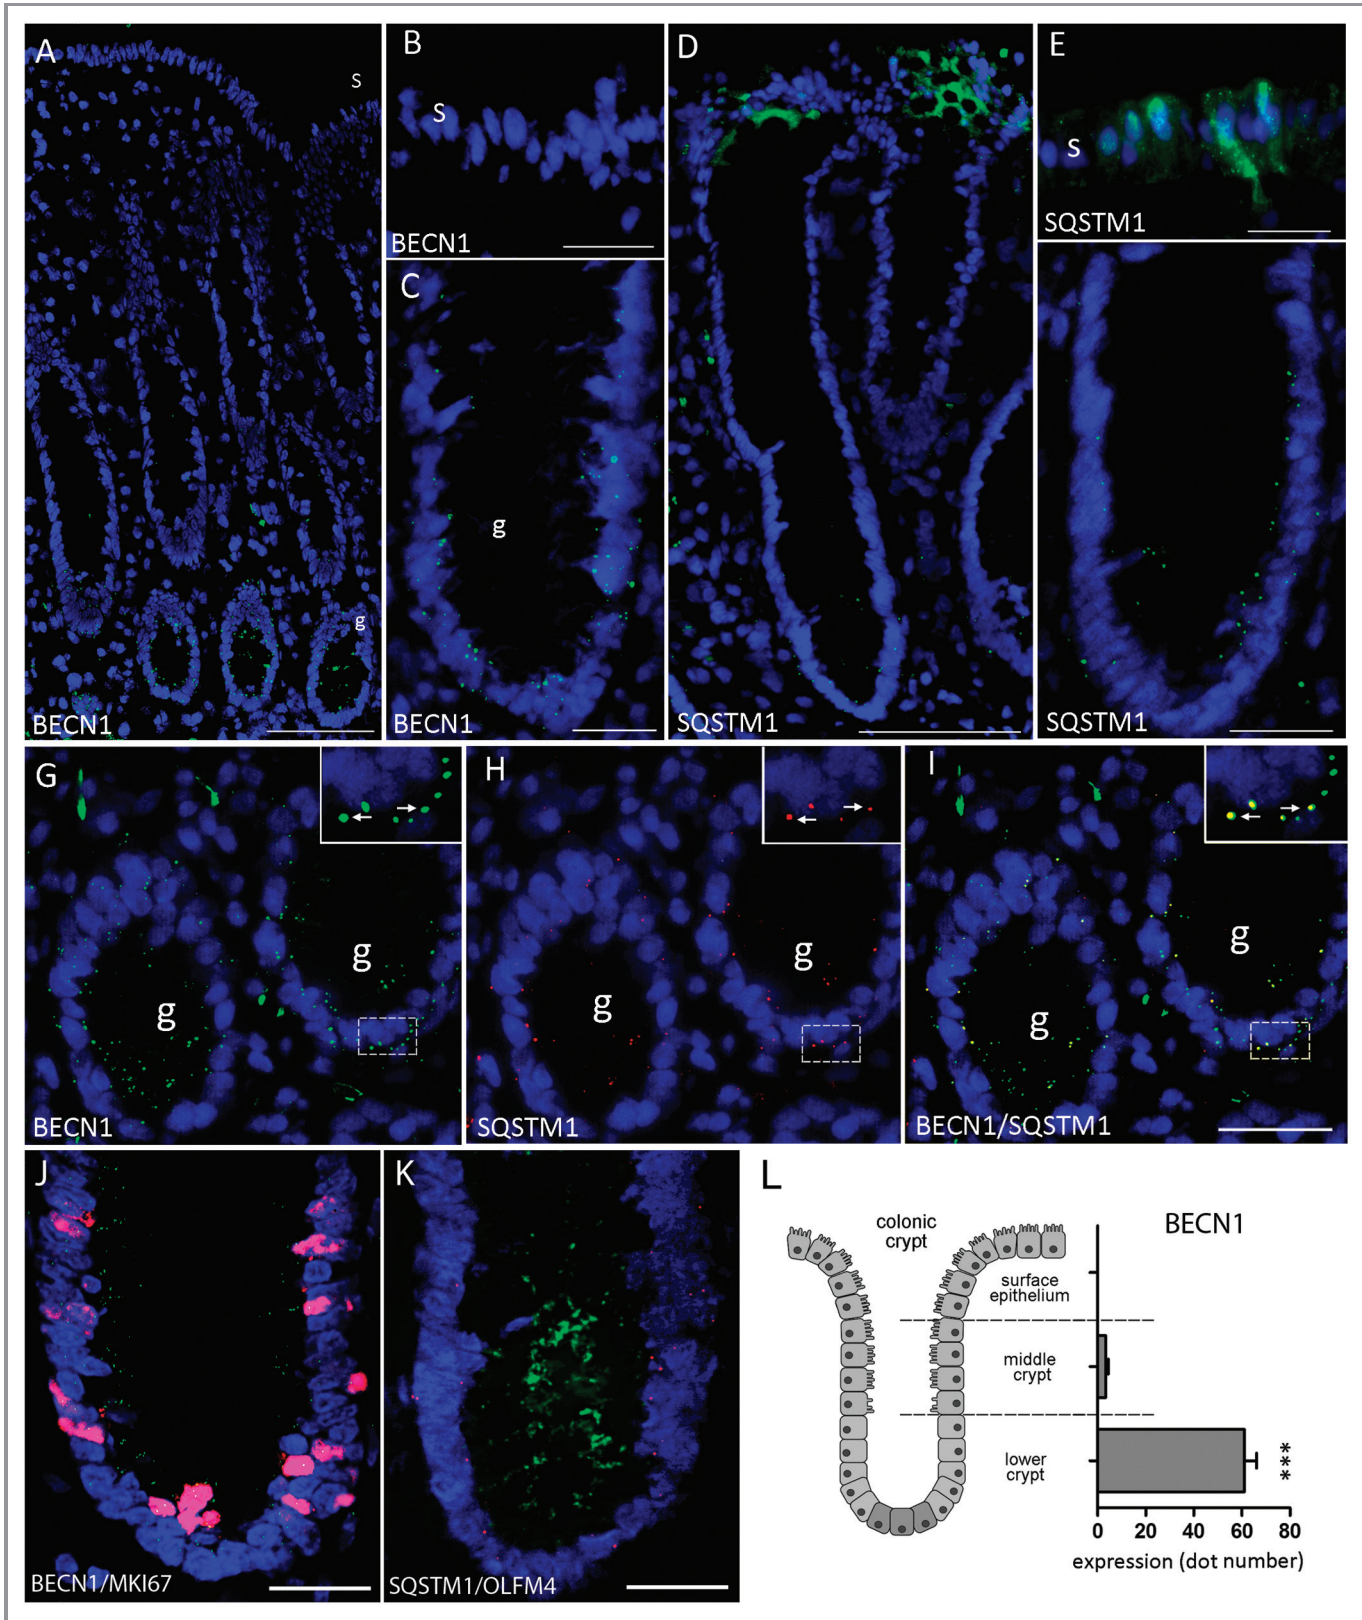 A
S
g
BECN1
B
S
BECN1
C
g
BECN1
D
SQSTM1
E
S
SQSTM1
SQSTM1
G
g
g
BECN1
H
g
g
SQSTM1
I
g
g
BECN1/SQSTM1
J
BECN1/MKI67
K
SQSTM1/OLFM4
L
colonic
crypt
BECN1
surface
epithelium
middle
crypt
lower
crypt
***
0 20 40 60 80
expression (dot number)